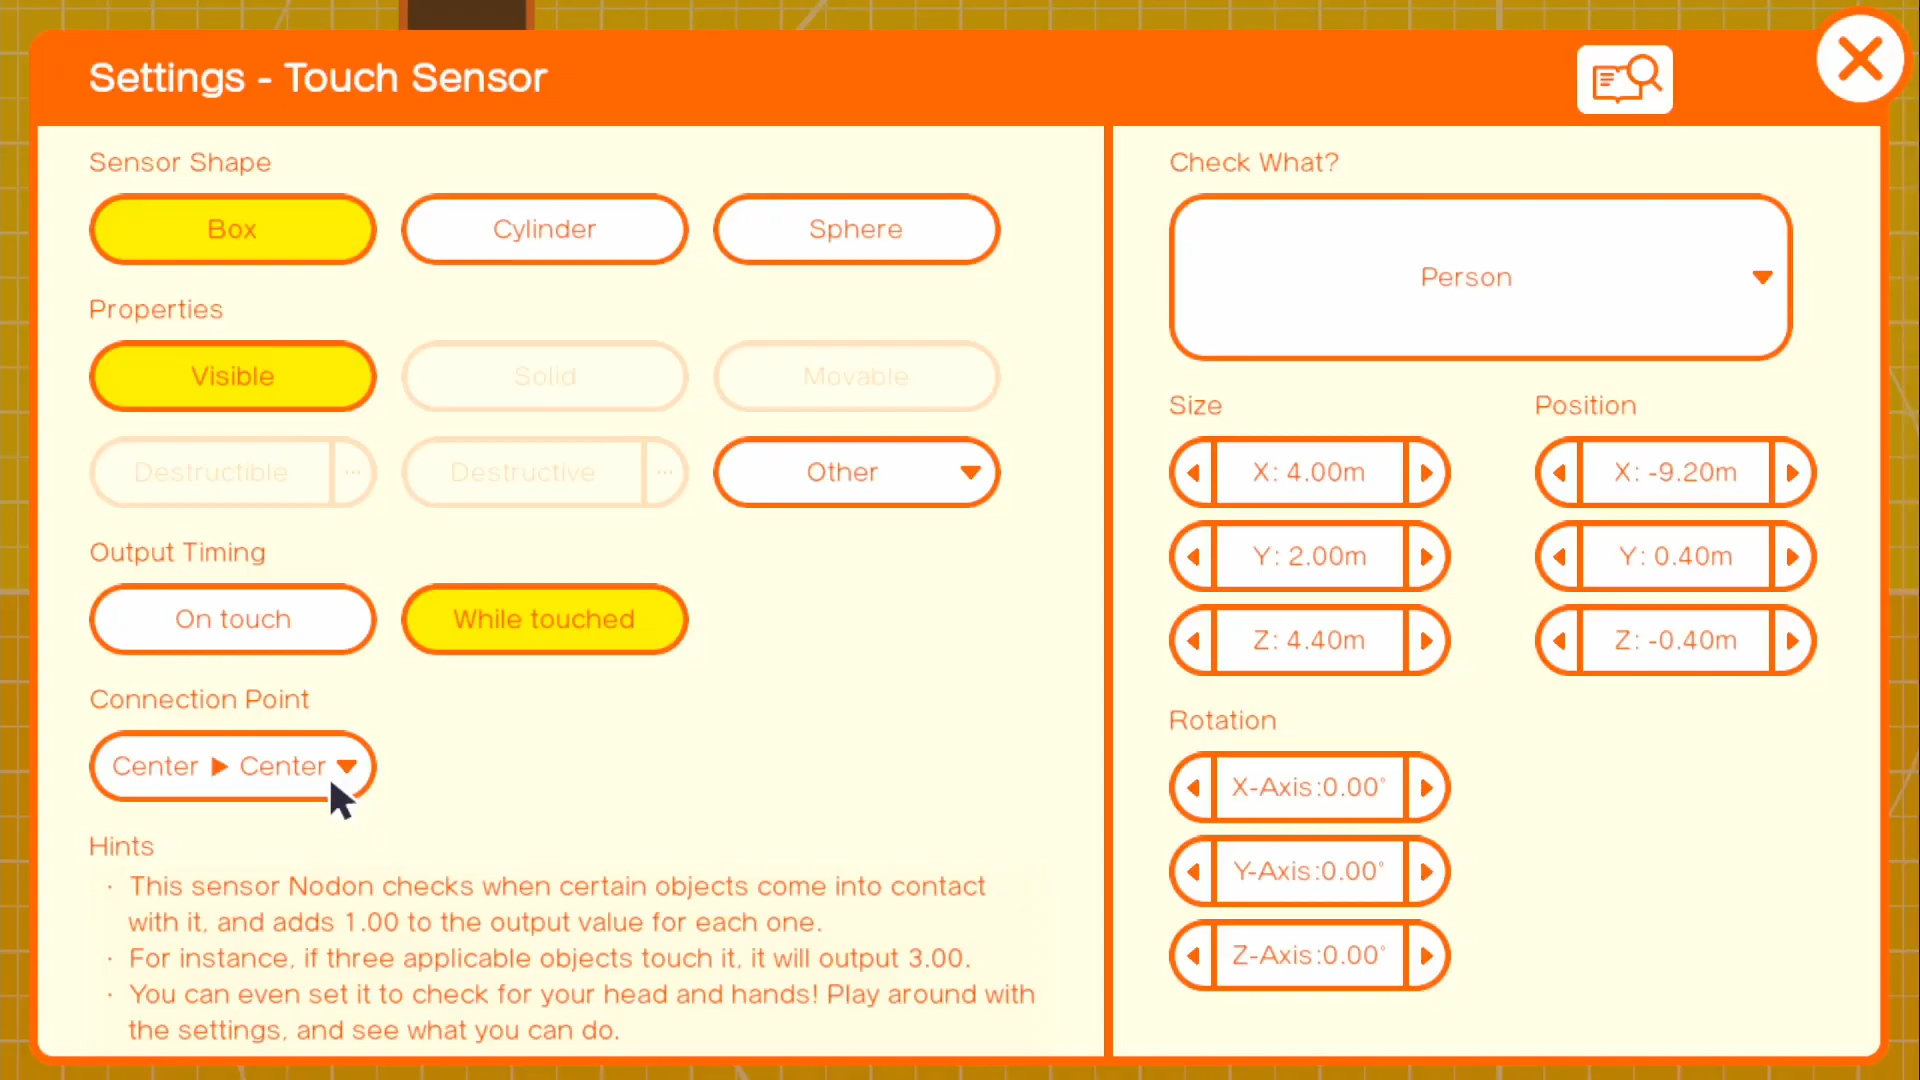 Settings - Touch Sensor
Sensor Shape
Box
Cylinder
Sphere
Properties
Visible
Solid
Movable
Destructible
...
Destructive
...
Other
Output Timing
On touch
While touched
Connection Point
Center ▶ Center
Hints
· This sensor Nodon checks when certain objects come into contact
with it, and adds 1.00 to the output value for each one.
· For instance, if three applicable objects touch it, it will output 3.00.
· You can even set it to check for your head and hands! Play around with
the settings, and see what you can do.
Check What?
Person
Size
X: 4.00m
Y: 2.00m
Z: 4.40m
Position
X: -9.20m
Y: 0.40m
Z: -0.40m
Rotation
X-Axis:0.00°
Y-Axis:0.00°
Z-Axis:0.00°